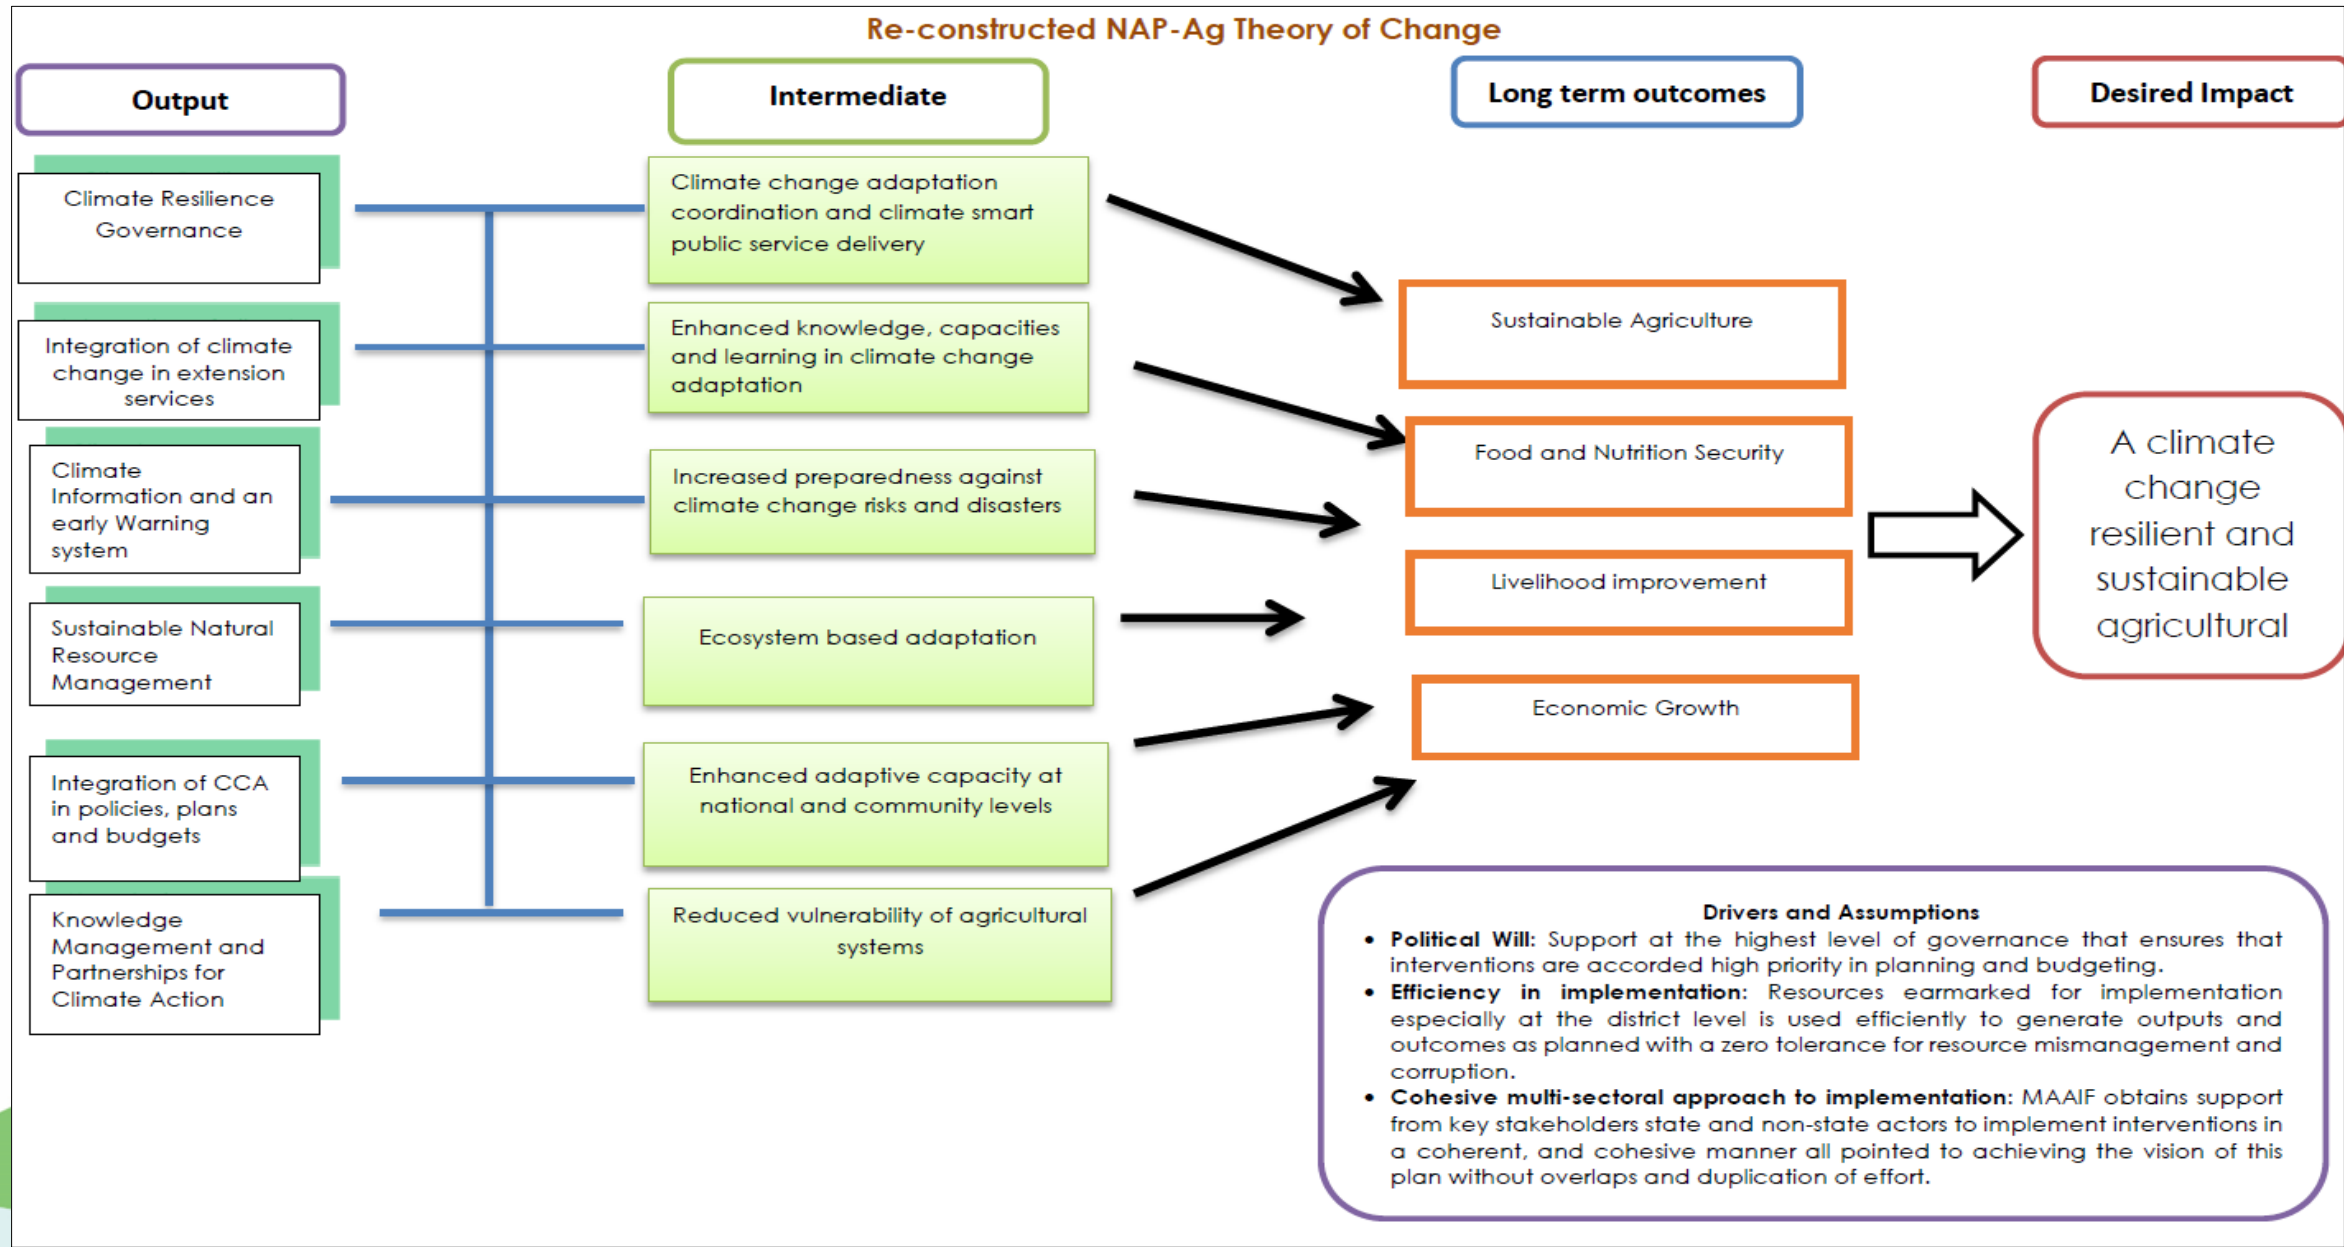 Re-constructed NAP-Ag Theory of Change
Output
Intermediate
Long term outcomes
Desired Impact
Climate Resilience
Governance
Integration of climate
change in extension
services
Climate
Information and an
early Warning
system
Sustainable Natural
Resource
Management
Integration of CCA
in policies, plans
and budgets
Knowledge
Management and
Partnerships for
Climate Action
Climate change adaptation
coordination and climate smart
public service delivery
Enhanced knowledge, capacities
and learning in climate change
adaptation
Increased preparedness against
climate change risks and disasters
Ecosystem based adaptation
Enhanced adaptive capacity at
national and community levels
Reduced vulnerability of agricultural
systems
Sustainable Agriculture
Food and Nutrition Security
Livelihood improvement
Economic Growth
A climate
change
resilient and
sustainable
agricultural
Drivers and Assumptions
• Political Will: Support at the highest level of governance that ensures that
interventions are accorded high priority in planning and budgeting.
• Efficiency in implementation: Resources earmarked for implementation
especially at the district level is used efficiently to generate outputs and
outcomes as planned with a zero tolerance for resource mismanagement and
corruption.
• Cohesive multi-sectoral approach to implementation: MAAIF obtains support
from key stakeholders state and non-state actors to implement interventions in
a coherent, and cohesive manner all pointed to achieving the vision of this
plan without overlaps and duplication of effort.